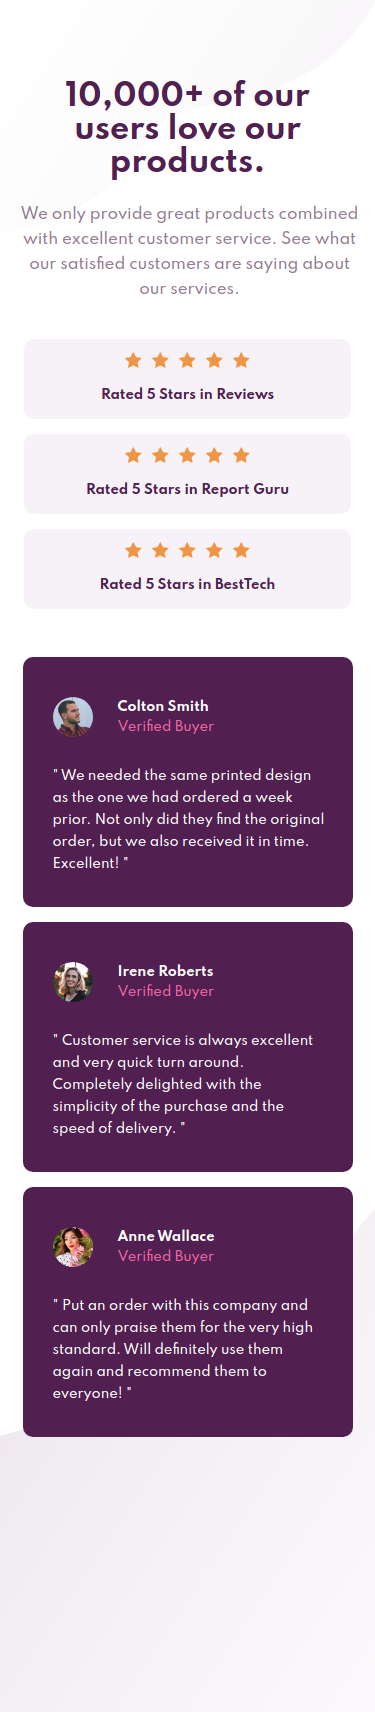 10,000+ of our
users love our
products.
We only provide great products combined
with excellent customer service. See what
our satisfied customers are saying about
our services.
Rated 5 Stars in Reviews
Rated 5 Stars in Report Guru
Rated 5 Stars in BestTech
Colton Smith
Verified Buyer
" We needed the same printed design
as the one we had ordered a week
prior. Not only did they find the original
order, but we also received it in time.
Excellent! "
Irene Roberts
Verified Buyer
" Customer service is always excellent
and very quick turn around.
Completely delighted with the
simplicity of the purchase and the
speed of delivery. "
Anne Wallace
Verified Buyer
" Put an order with this company and
can only praise them for the very high
standard. Will definitely use them
again and recommend them to
everyone! "